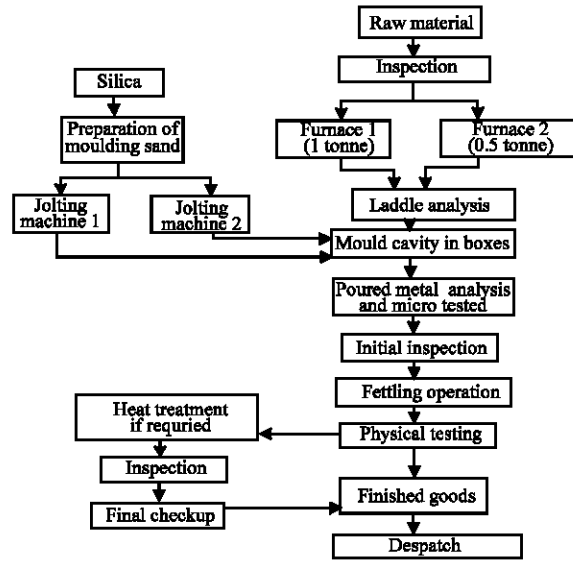 Raw material
Inspection
Silica
Preparation of
moulding sand
Furnace 1
(1 tonne)
Furnace 2
(0.5 tonne)
Jolting
machine 1
Jolting
machine 2
Laddle analysis
Mould cavity in boxes
Poured metal analysis
and micro tested
Initial inspection
Fettling operation
Heat treatment
if requried
Physical testing
Inspection
Final checkup
Finished goods
Despatch